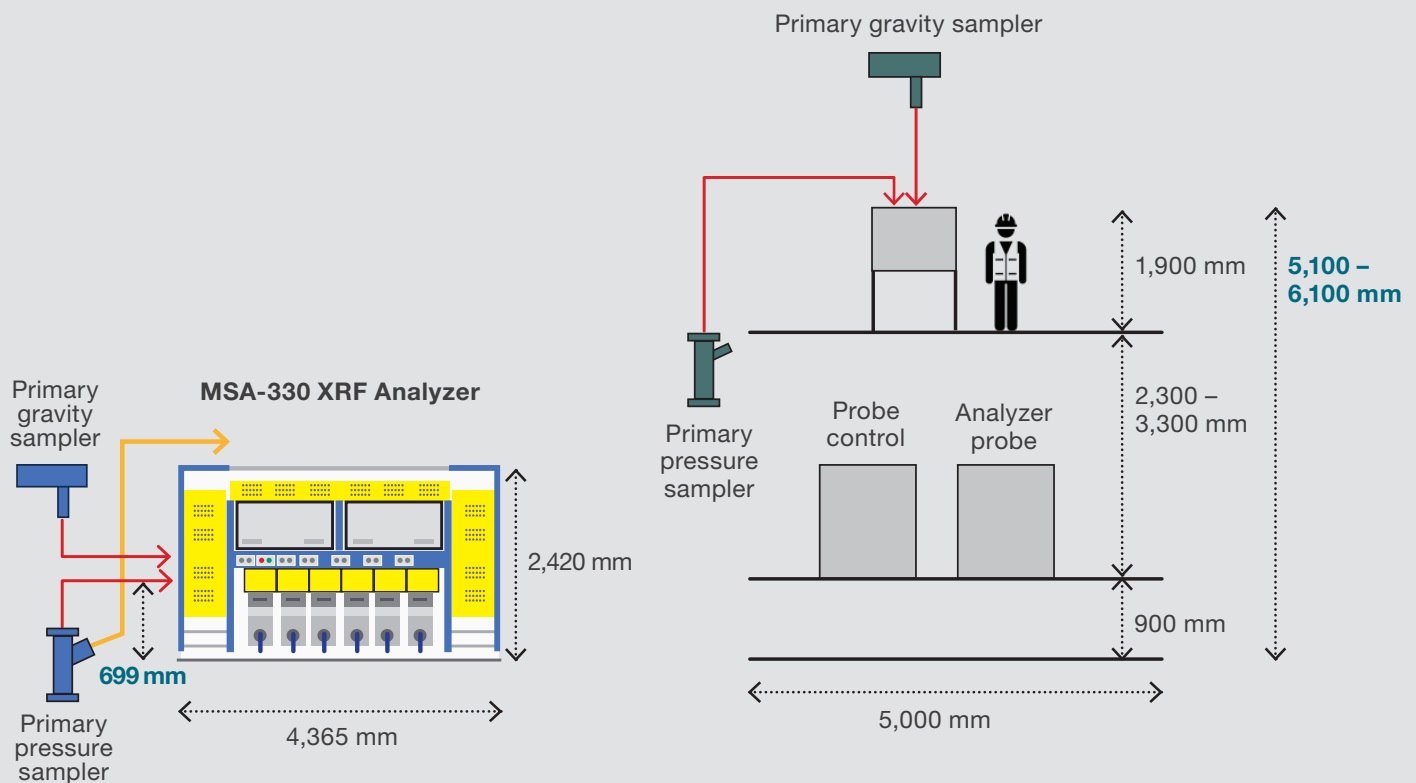 Primary gravity sampler
1,900 mm
5,100 –
6,100 mm
MSA-330 XRF Analyzer
Primary
gravity
sampler
2,300 –
3,300 mm
Probe
control
Analyzer
probe
Primary
pressure
sampler
2,420 mm
900 mm
699 mm
5,000 mm
4,365 mm
Primary
pressure
sampler